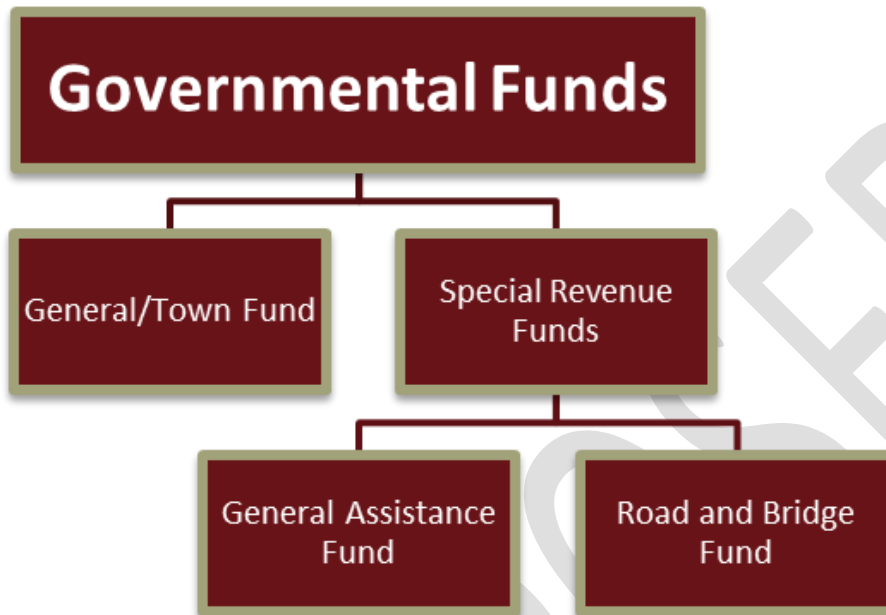 Governmental Funds
General/Town Fund
Special Revenue
Funds
General Assistance
Fund
Road and Bridge
Fund